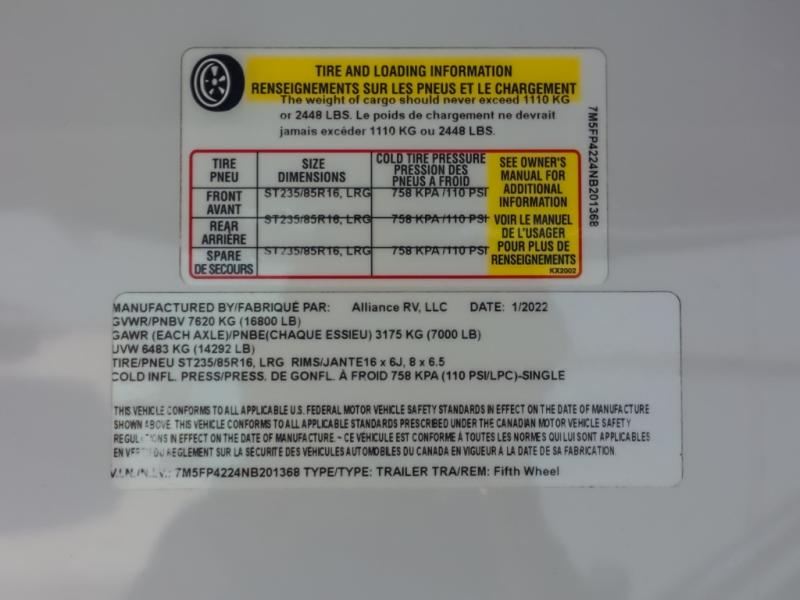 TIRE AND LOADING INFORMATION
RENSEIGNEMENTS SUR LES PNEUS ET LE CHARGEMENT
The weight of cargo should never exceed 1110 KG
or 2448 LBS. Le poids de chargement ne devrait
jamais excéder 1110 KG ou 2448 LBS.
7M5FP4224NB201368
TIRE PNEU SIZE DIMENSIONS COLD TIRE PRESSURE PRESSION DES PNEUS A FROID
FRONT AVANT ST235/85R16, LRG 758 KPA /110 PSI
REAR ARRIÈRE ST235/85R16, LRG 758 KPA /110 PSI
SPARE DE SECOURS ST235/85R16, LRG 758 KPA /110 PSI
SEE OWNER'S
MANUAL FOR
ADDITIONAL
INFORMATION
VOIR LE MANUEL
DE L'USAGER
POUR PLUS DE
RENSEIGNEMENTS
KX2002
MANUFACTURED BY/FABRIQUÉ PAR: Alliance RV, LLC DATE: 1/2022
GVWR/PNBV 7620 KG (16800 LB)
GAWR (EACH AXLE)/PNBE(CHAQUE ESSIEU) 3175 KG (7000 LB)
UVW 6483 KG (14292 LB)
TIRE/PNEU ST235/85R16, LRG RIMS/JANTE16 x 6J, 8 x 6.5
COLD INFL. PRESS/PRESS. DE GONFL. À FROID 758 KPA (110 PSI/LPC)-SINGLE
THIS VEHICLE CONFORMS TO ALL APPLICABLE U.S. FEDERAL MOTOR VEHICLE SAFETY STANDARDS IN EFFECT ON THE DATE OF MANUFACTURE
SHOWN ABOVE. THIS VEHICLE CONFORMS TO ALL APPLICABLE STANDARDS PRESCRIBED UNDER THE CANADIAN MOTOR VEHICLE SAFETY
REGULATIONS IN EFFECT ON THE DATE OF MANUFACTURE. - CE VÉHICULE EST CONFORME À TOUTES LES NORMES QUI LUI SONT APPLICABLES
EN VERTU DU RÈGLEMENT SUR LA SÉCURITÉ DES VÉHICULES AUTOMOBILES DU CANADA EN VIGUEUR À LA DATE DE SA FABRICATION.
V.I.N./N.I.V.: 7M5FP4224NB201368 TYPE/TYPE: TRAILER TRA/REM: Fifth Wheel